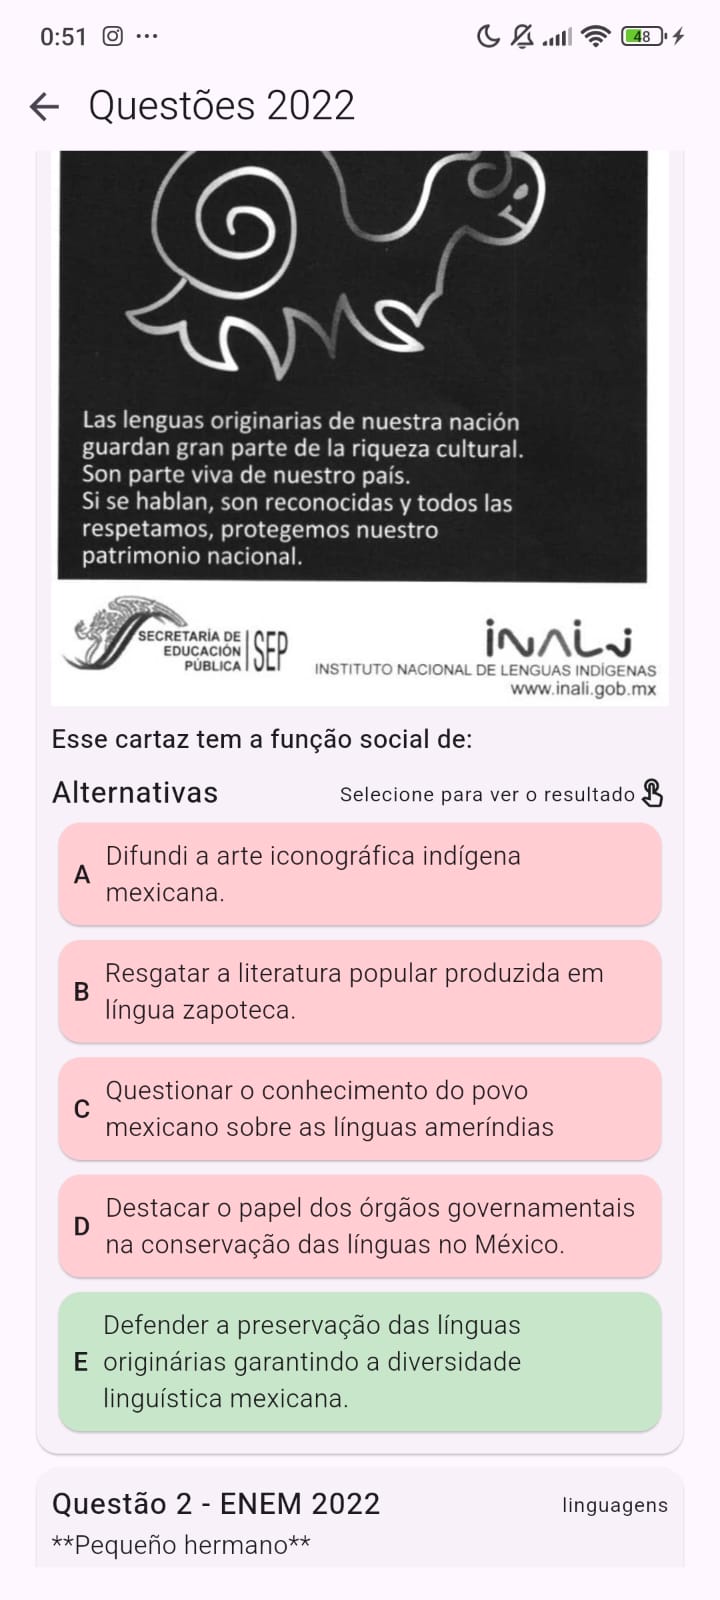 0:51
48
Questões 2022
Las lenguas originarias de nuestra nación
guardan gran parte de la riqueza cultural.
Son parte viva de nuestro país.
Si se hablan, son reconocidas y todos las
respetamos, protegemos nuestro
patrimonio nacional.
SECRETARÍA DE
EDUCACIÓN
PÚBLICA
SEP
INALI
INSTITUTO NACIONAL DE LENGUAS INDÍGENAS
www.inali.gob.mx
Esse cartaz tem a função social de:
Alternativas
Selecione para ver o resultado
A
Difundi a arte iconográfica indígena
mexicana.
B
Resgatar a literatura popular produzida em
língua zapoteca.
C
Questionar o conhecimento do povo
mexicano sobre as línguas ameríndias
D
Destacar o papel dos órgãos governamentais
na conservação das línguas no México.
E
Defender a preservação das línguas
originárias garantindo a diversidade
linguística mexicana.
Questão 2 - ENEM 2022
linguagens
**Pequeño hermano**